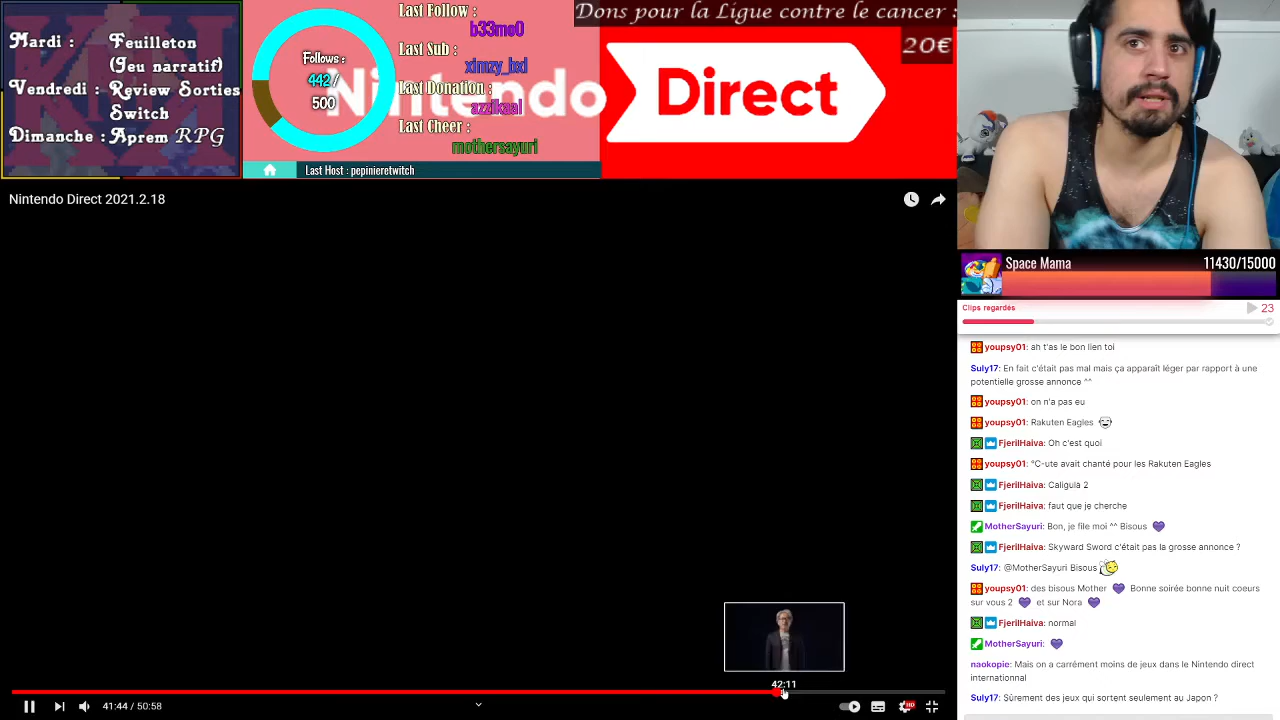 Mardi : Feuilleton
(Jeu narratif)
Vendredi : Review Sorties
Switch
Dimanche : Aprem RPG
Follows :
442 /
500
Last Follow :
b33mo0
Last Sub :
xlmzy_lxd
Last Donation :
azzikaal
Last Cheer :
mothersayuri
Last Host : pepinieretwitch
Nintendo
Direct
Dons pour la Ligue contre le cancer :
20€
Nintendo Direct 2021.2.18
Space Mama 11430/15000
Clips regardés 23
youpsy01: ah t'as le bon lien toi
Suly17: En fait c'était pas mal mais ça apparaît léger par rapport à une
potentielle grosse annonce ^^
youpsy01: on n'a pas eu
youpsy01: Rakuten Eagles
FjerilHaiva: Oh c'est quoi
youpsy01: °C-ute avait chanté pour les Rakuten Eagles
FjerilHaiva: Caligula 2
FjerilHaiva: faut que je cherche
MotherSayuri: Bon, je file moi ^^ Bisous
FjerilHaiva: Skyward Sword c'était pas la grosse annonce ?
Suly17: @MotherSayuri Bisous
youpsy01: des bisous Mother Bonne soirée bonne nuit coeurs
sur vous 2 et sur Nora
FjerilHaiva: normal
MotherSayuri:
naokopie: Mais on a carrément moins de jeux dans le Nintendo direct
internationnal
Suly17: Sûrement des jeux qui sortent seulement au Japon ?
42:11
41:44 / 50:58
HD